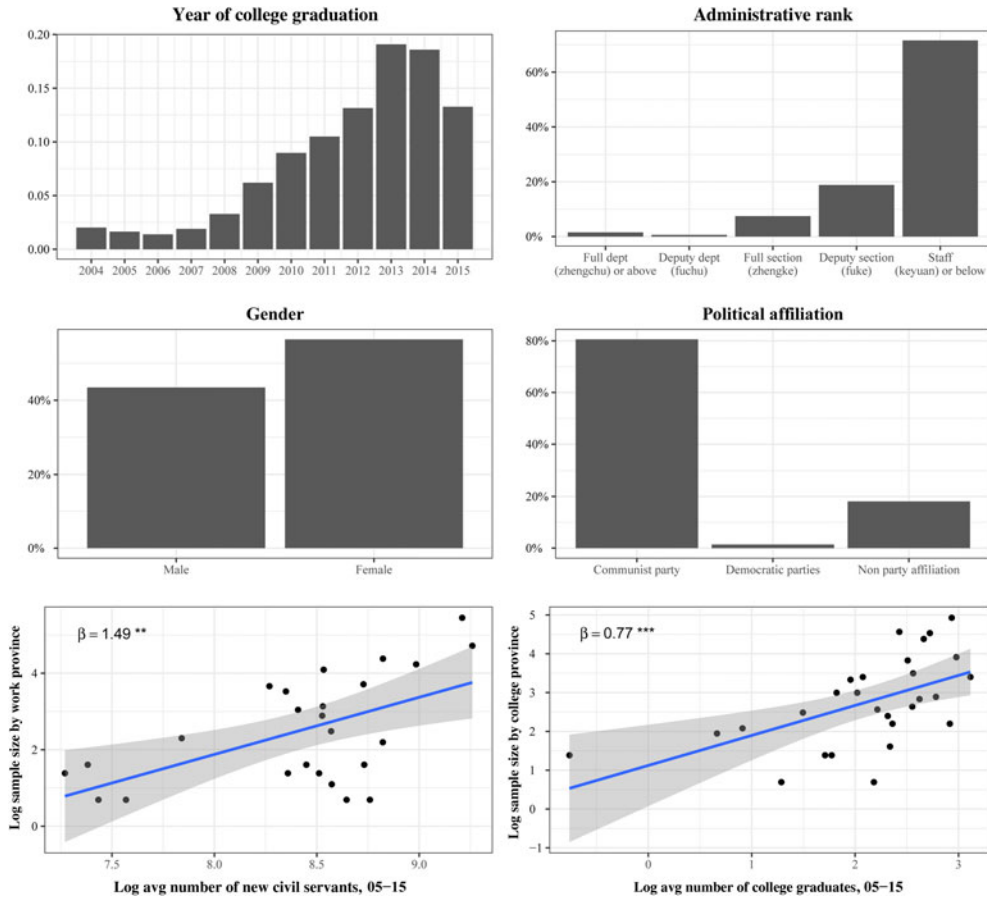 Year of college graduation
0.20
0.15
0.10
0.05
0.00
2004 2005 2006 2007 2008 2009 2010 2011 2012 2013 2014 2015
Administrative rank
60%
40%
20%
0%
Full dept Deputy dept Full section Deputy section Staff
(zhengchu) or above (fuchu) (zhengke) (fuke) (keyuan) or below
Gender
40%
20%
0%
Male Female
Political affiliation
80%
60%
40%
20%
0%
Communist party Democratic parties Non party affiliation
Log sample size by work province
β = 1.49 **
4
2
0
7.5 8.0 8.5 9.0
Log avg number of new civil servants, 05−15
Log sample size by college province
β = 0.77 ***
5
4
3
2
1
0
−1
0 1 2 3
Log avg number of college graduates, 05−15